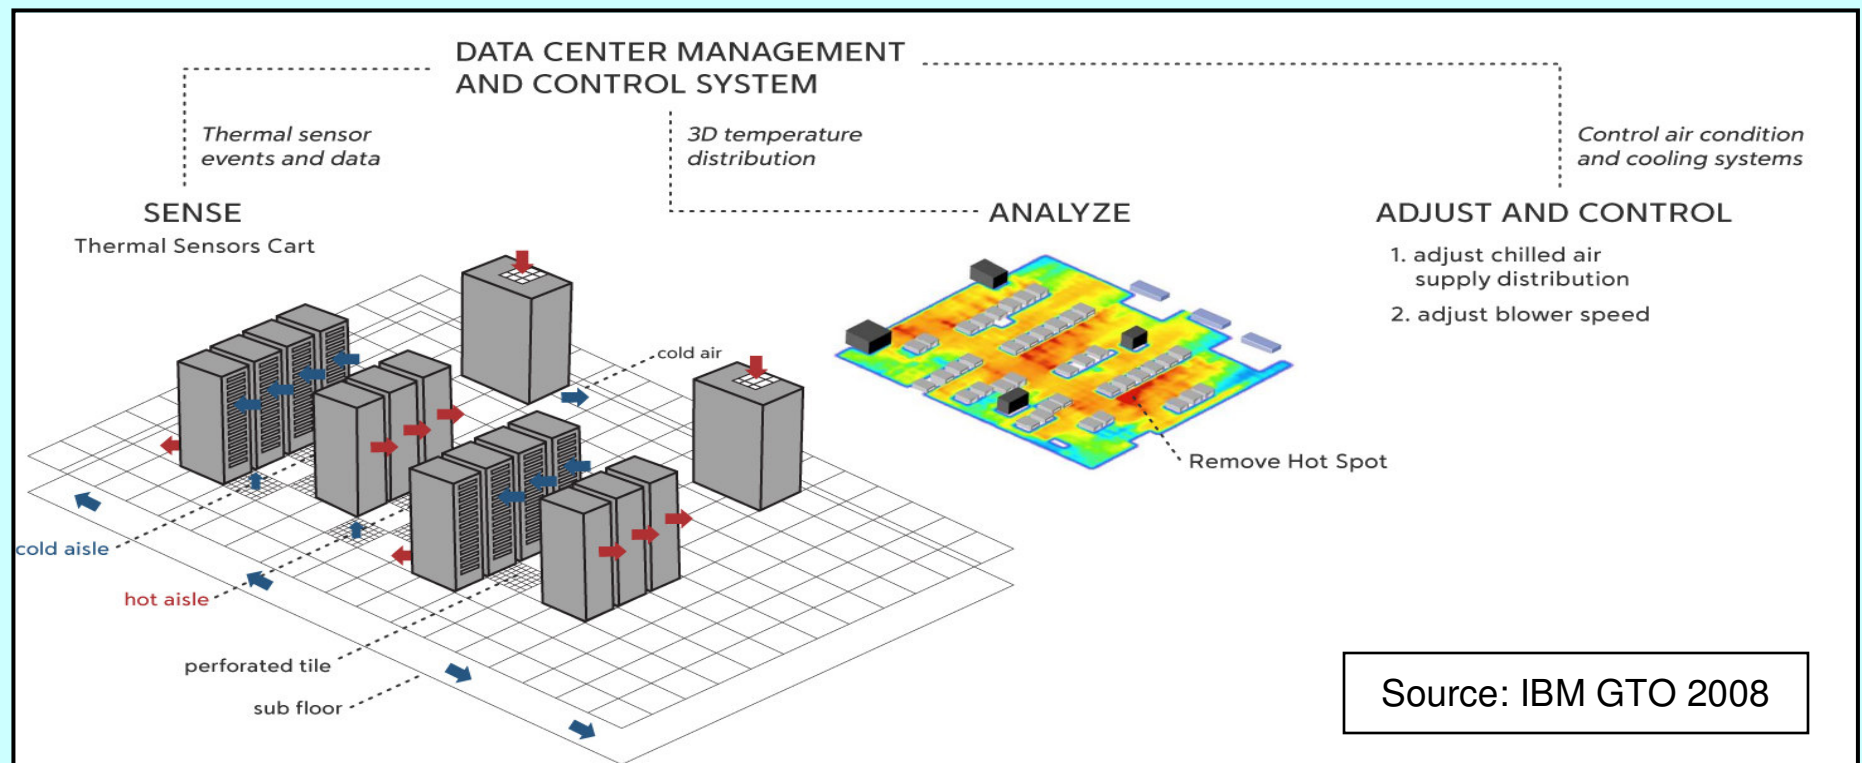 DATA CENTER MANAGEMENT
AND CONTROL SYSTEM
Thermal sensor
events and data
3D temperature
distribution
Control air condition
and cooling systems
SENSE
Thermal Sensors Cart
ANALYZE
ADJUST AND CONTROL
1. adjust chilled air
supply distribution
2. adjust blower speed
cold air
Remove Hot Spot
cold aisle
hot aisle
perforated tile
sub floor
Source: IBM GTO 2008